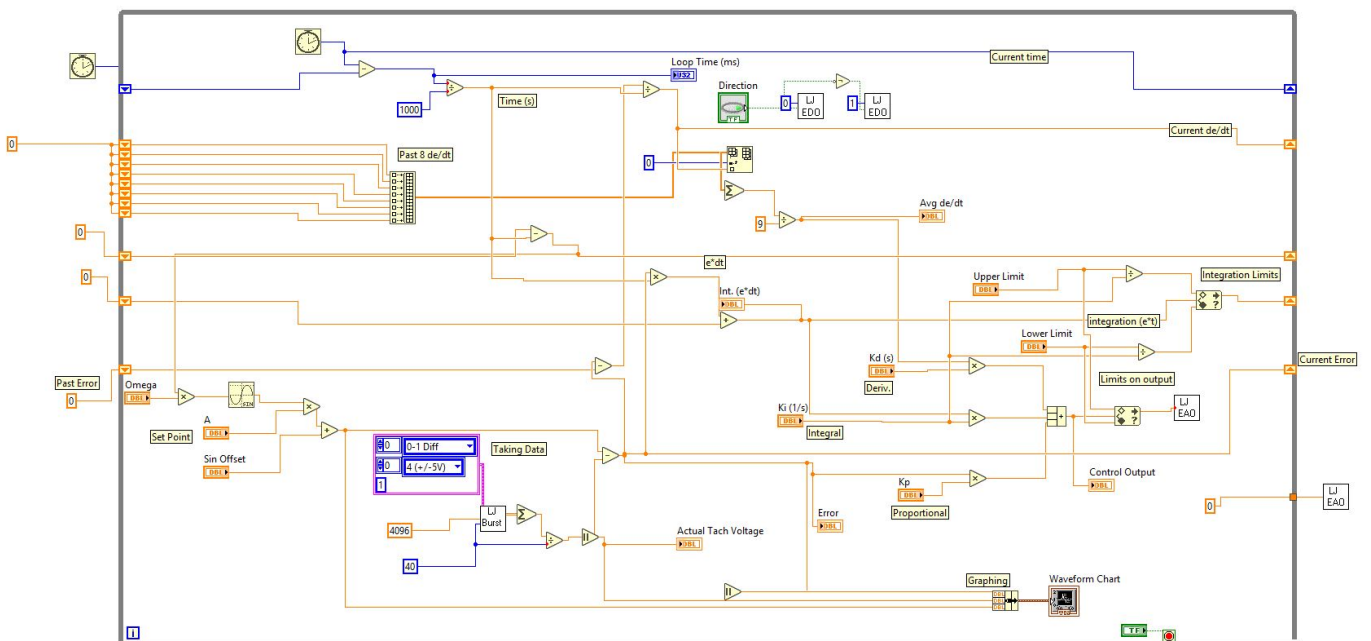 Current time
Loop Time (ms)
U32
Direction
TF
1000
Time (s)
0
LJ
EDO
1
LJ
EDO
Current de/dt
0
Past 8 de/dt
0
Avg de/dt
DBL
9
0
e*dt
0
Upper Limit
DBL
Integration Limits
Int. (e*dt)
DBL
integration (e*t)
Lower Limit
DBL
Kd (s)
DBL
Deriv.
Current Error
Past Error
0
Omega
DBL
SIN
Limits on output
LJ
EAO
A
DBL
Set Point
Ki (1/s)
DBL
Integral
Sin Offset
DBL
0
0-1 Diff
0
4 (+/-5V)
1
Taking Data
Kp
DBL
Proportional
Control Output
DBL
0
LJ
EAO
4096
LJ
Burst
40
Actual Tach Voltage
DBL
Error
DBL
Graphing
DBL
DBL
DBL
Waveform Chart
i
TF